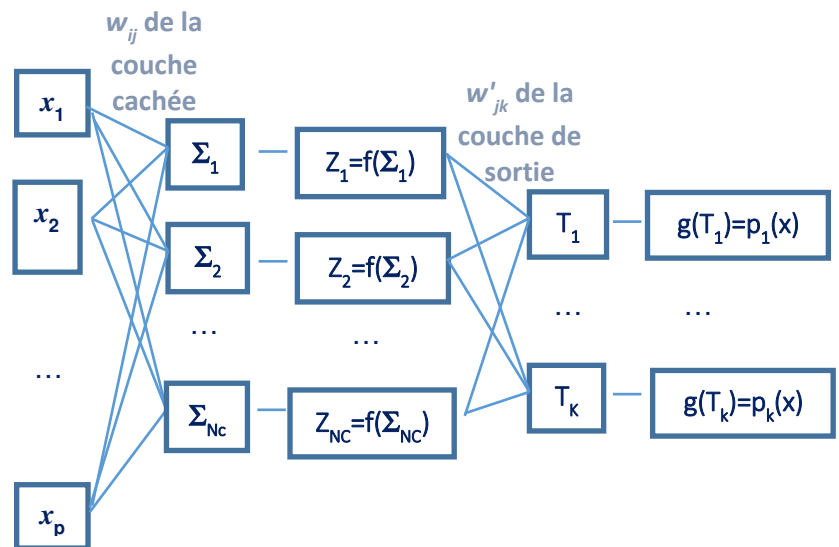 w_ij de la
couche
cachée
w'_jk de la
couche de
sortie
x_1
x_2
...
x_p
Σ_1
Σ_2
...
Σ_Nc
Z_1=f(Σ_1)
Z_2=f(Σ_2)
...
Z_NC=f(Σ_NC)
T_1
...
T_K
g(T_1)=p_1(x)
...
g(T_k)=p_k(x)